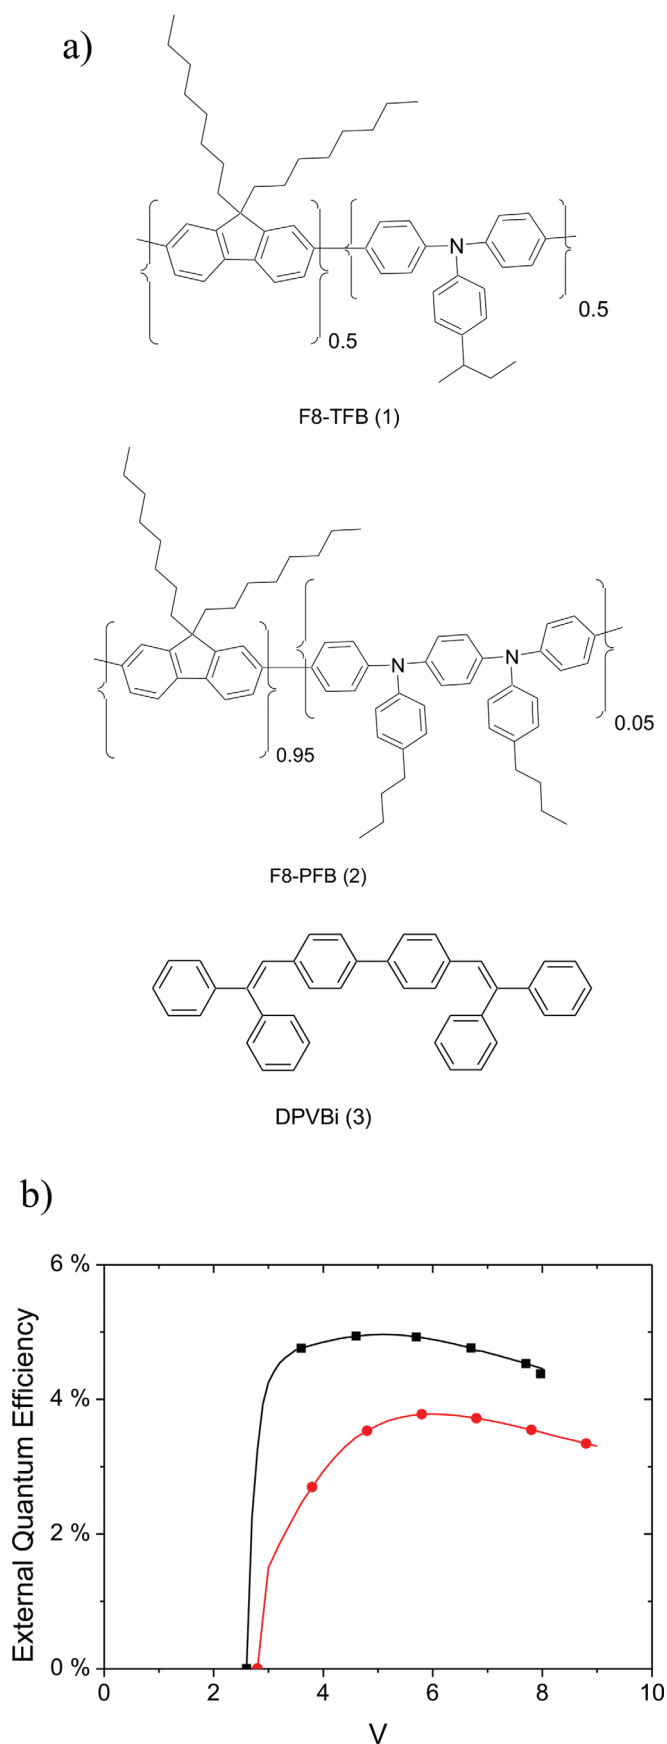 a)
N
0.5
0.5
F8-TFB (1)
N
N
0.95
0.05
F8-PFB (2)
DPVBi (3)
b)
6 %
4 %
2 %
0 %
External Quantum Efficiency
0
2
4
6
8
10
V